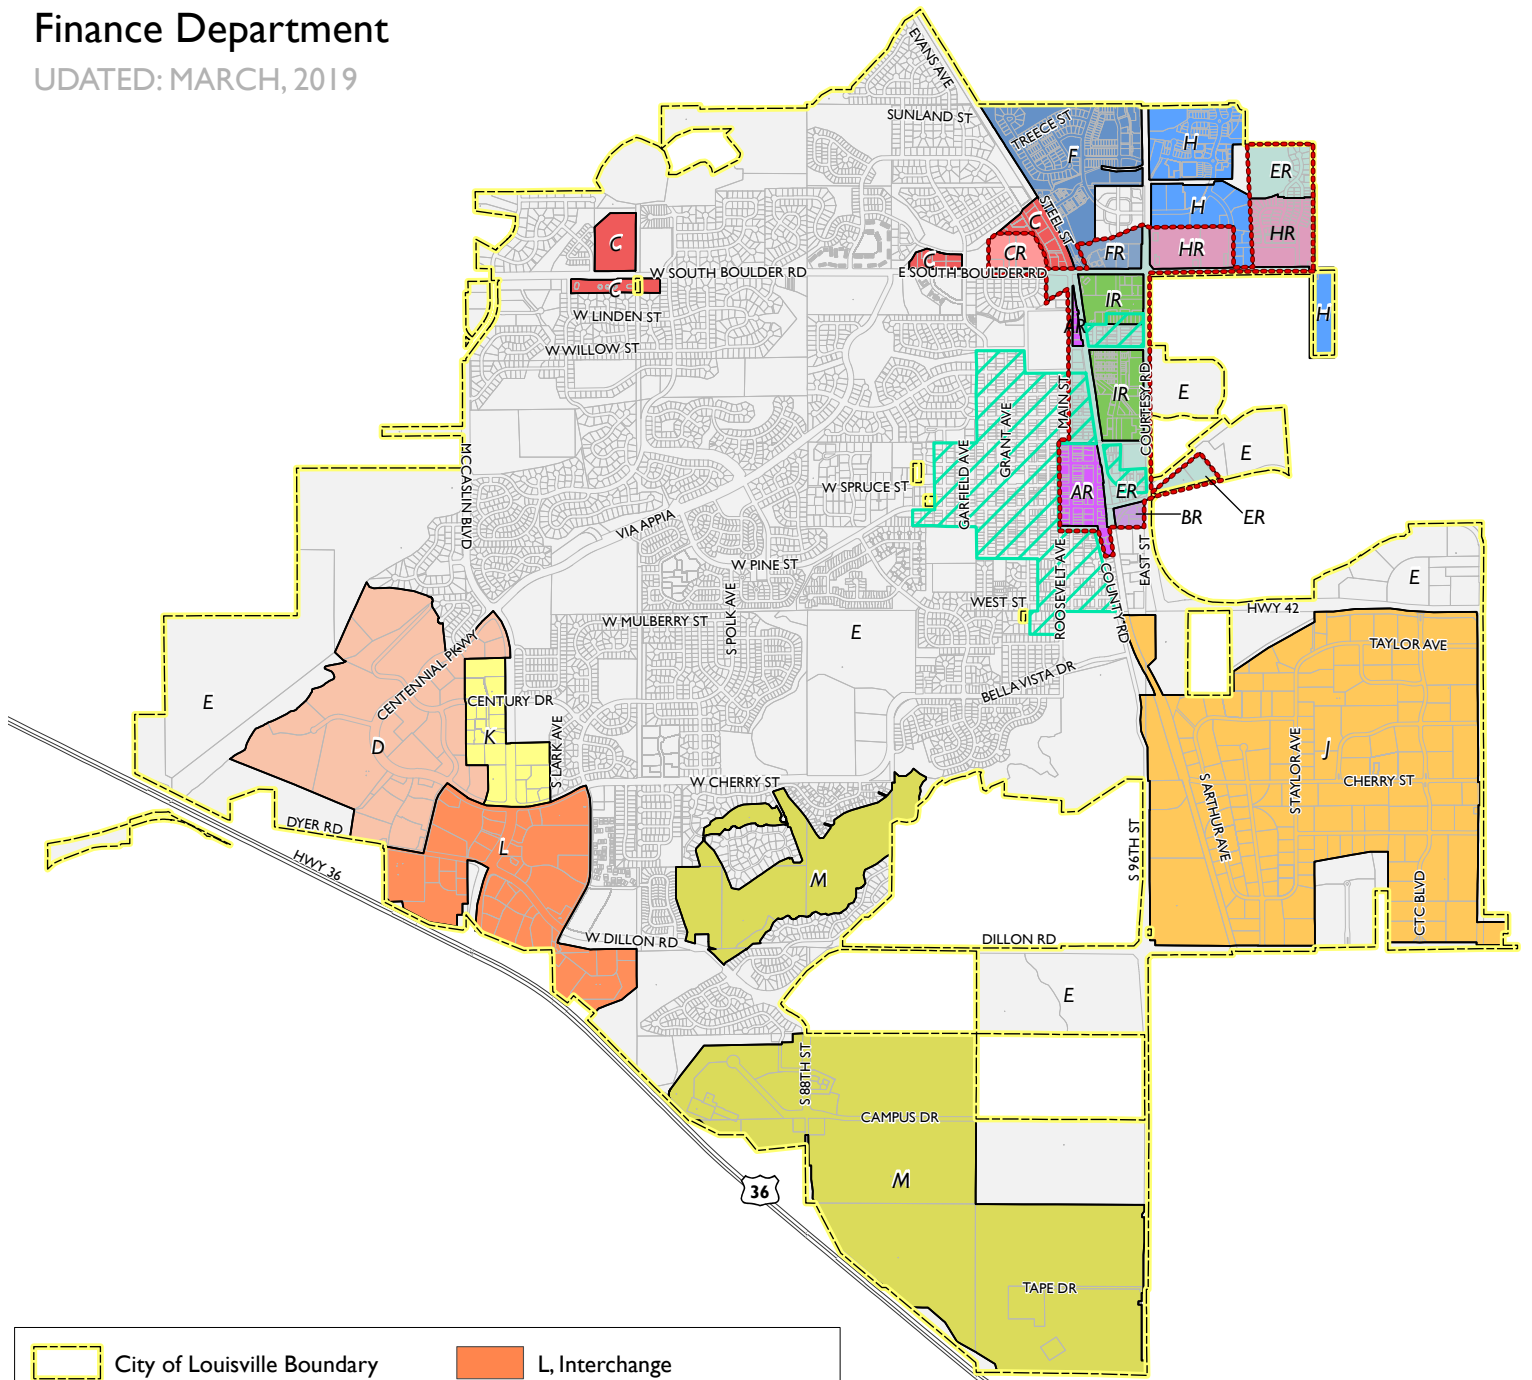 Finance Department
UDATED: MARCH, 2019
EVANS AVE
SUNLAND ST
TREECE ST
F
H
ER
STEEL ST
H
C
C
HR
CR
FR
HR
C
W SOUTH BOULDER RD
E SOUTH BOULDER RD
C
IR
H
W LINDEN ST
AR
W WILLOW ST
E
IR
MAIN ST
COURTESY RD
GRANT AVE
E
MCCASLIN BLVD
GARFIELD AVE
W SPRUCE ST
AR
ER
BR
ER
VIA APPIA
ROOSEVELT AVE
EAST ST
W PINE ST
COUNTY RD
E
S POLK AVE
WEST ST
HWY 42
W MULBERRY ST
E
TAYLOR AVE
CENTENNIAL PKWY
BELLA VISTA DR
E
CENTURY DR
K
D
S LARK AVE
J
S TAYLOR AVE
W CHERRY ST
CHERRY ST
S ARTHUR AVE
DYER RD
L
S 96TH ST
HWY 36
M
CTC BLVD
W DILLON RD
DILLON RD
E
S 88TH ST
CAMPUS DR
M
36
TAPE DR
City of Louisville Boundary
L, Interchange